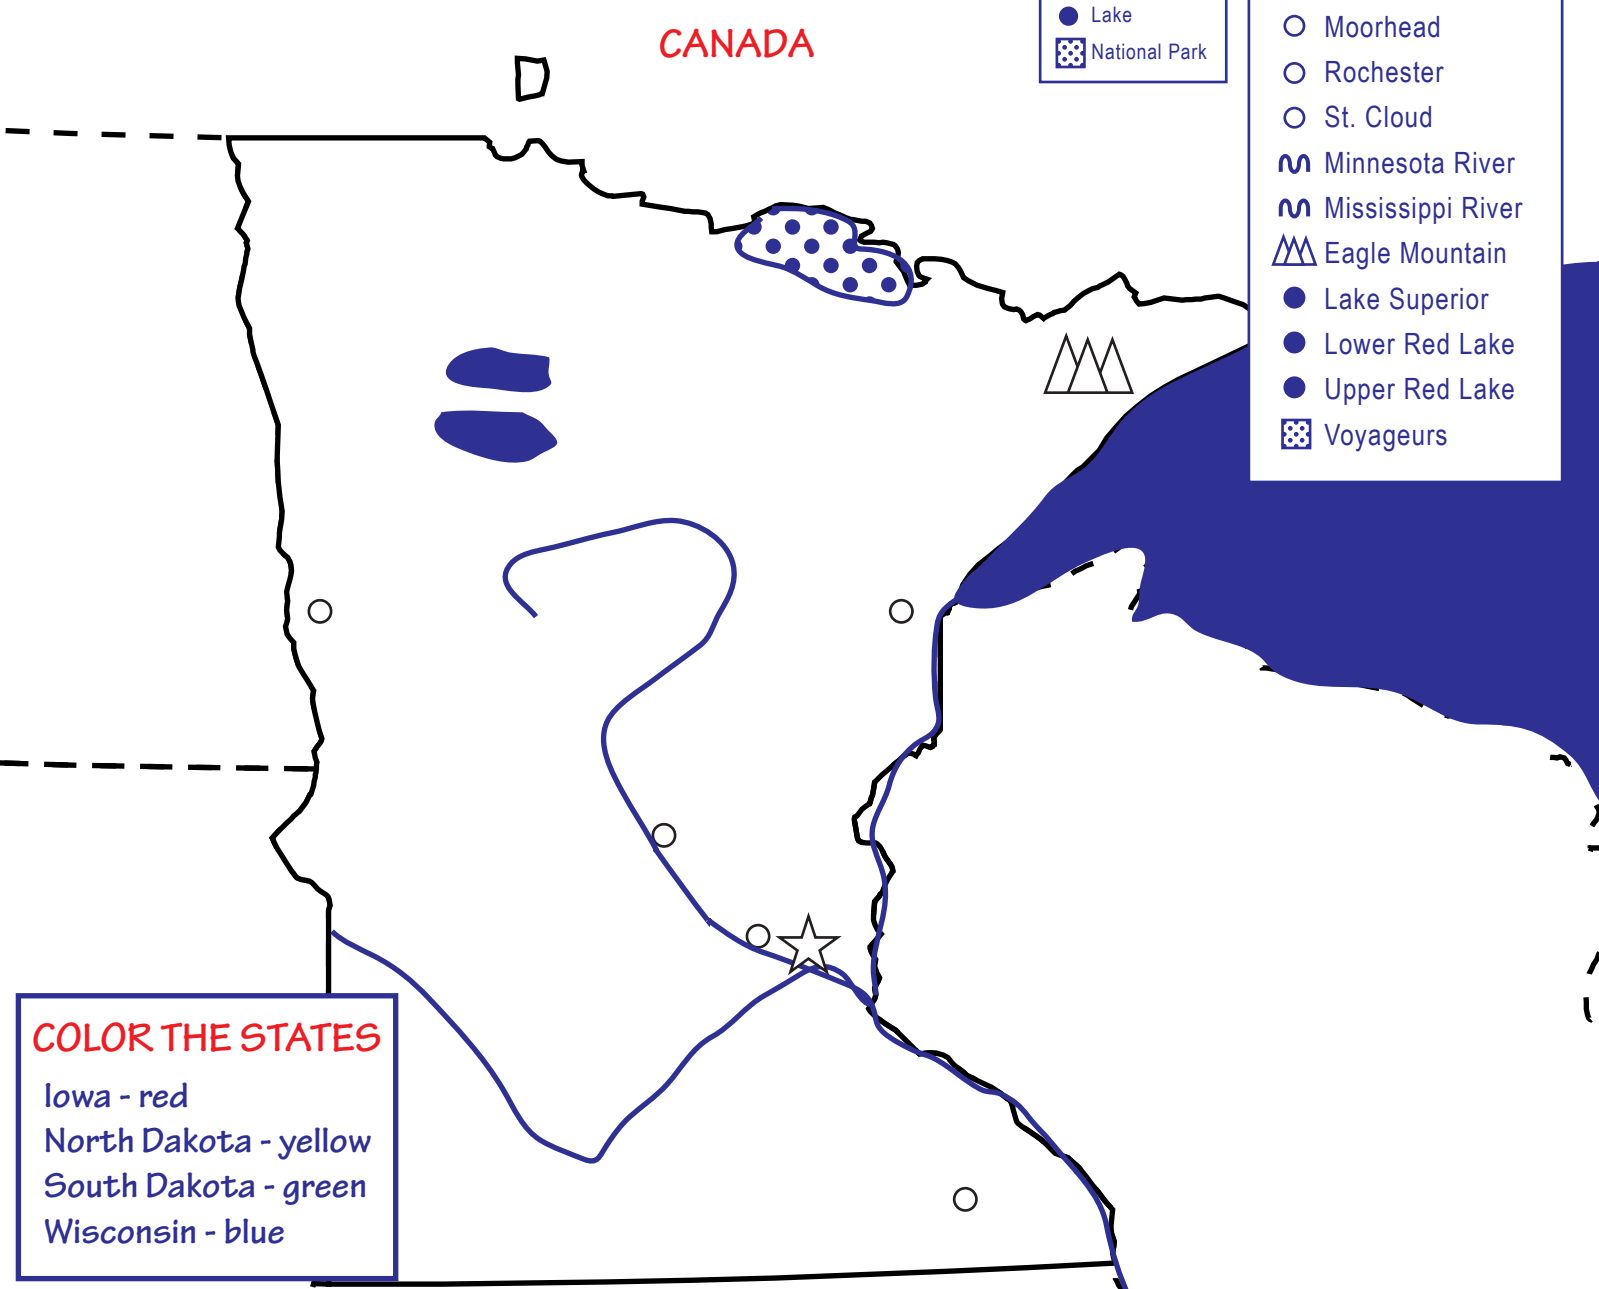 CANADA
Lake
National Park
Moorhead
Rochester
St. Cloud
Minnesota River
Mississippi River
Eagle Mountain
Lake Superior
Lower Red Lake
Upper Red Lake
Voyageurs
COLOR THE STATES
Iowa - red
North Dakota - yellow
South Dakota - green
Wisconsin - blue